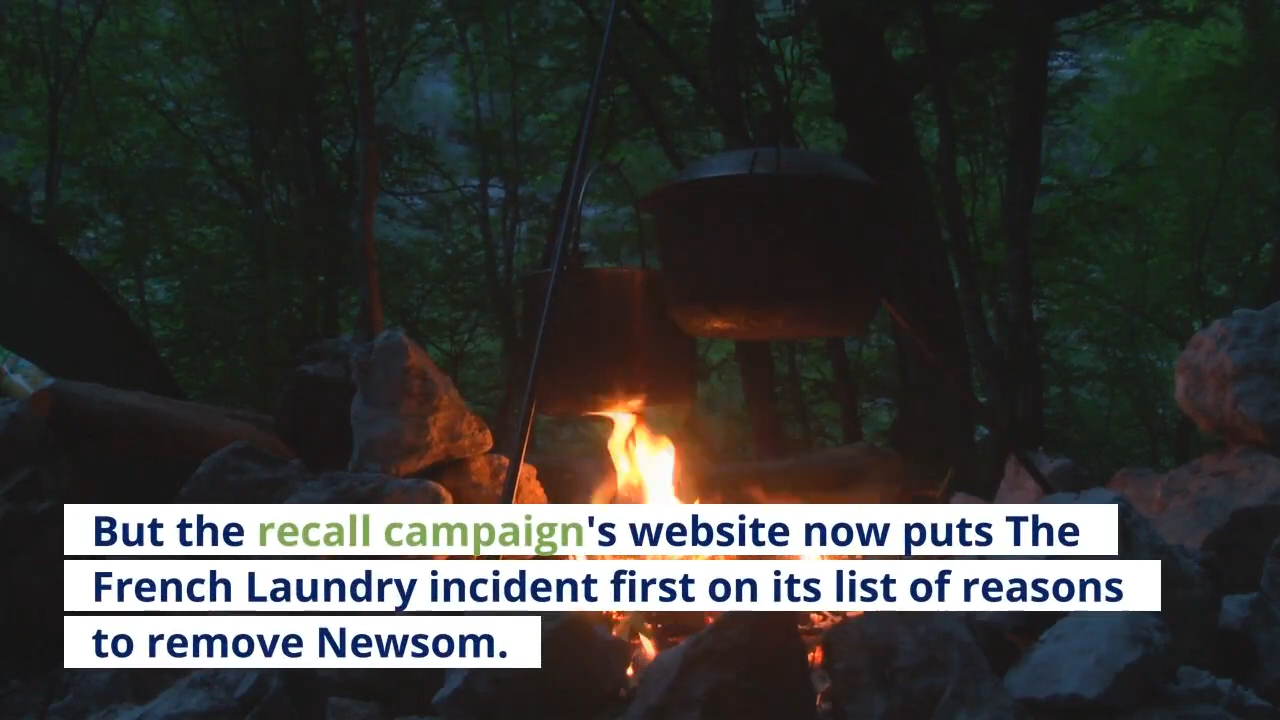 But the recall campaign's website now puts The
French Laundry incident first on its list of reasons
to remove Newsom.